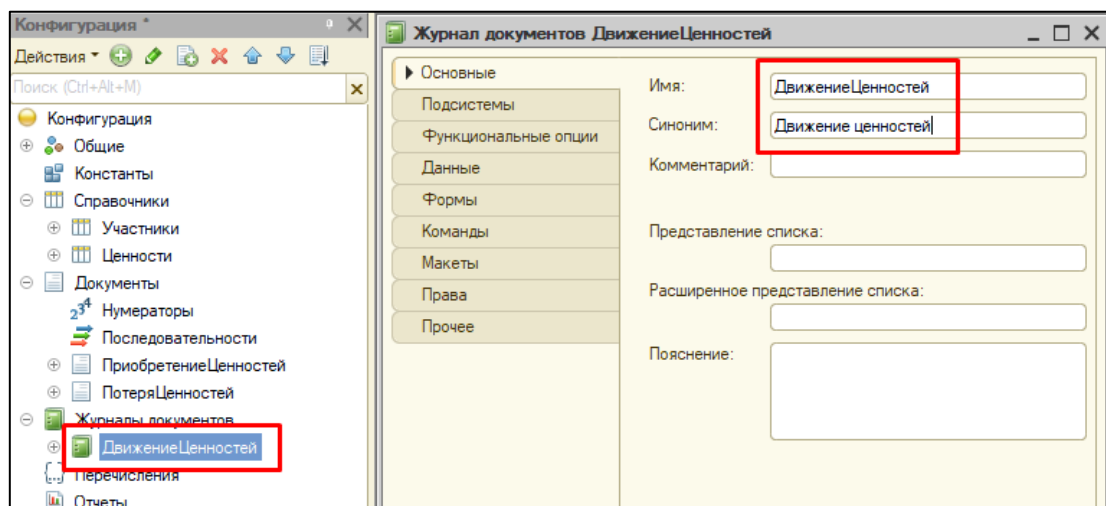 Конфигурация *
Действия
Поиск (Ctrl+Alt+M)
Конфигурация
Общие
Константы
Справочники
Участники
Ценности
Документы
Нумераторы
Последовательности
ПриобретениеЦенностей
ПотеряЦенностей
Журналы документов
ДвижениеЦенностей
Перечисления
Отчеты
Журнал документов ДвижениеЦенностей
Основные
Подсистемы
Функциональные опции
Данные
Формы
Команды
Макеты
Права
Прочее
Имя: ДвижениеЦенностей
Синоним: Движение ценностей
Комментарий:
Представление списка:
Расширенное представление списка:
Пояснение: